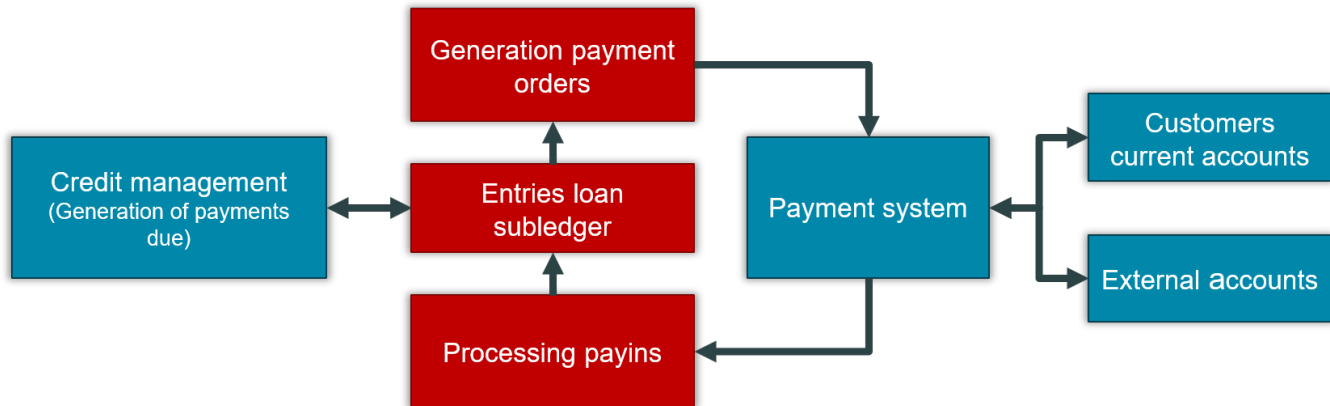 Generation payment
orders
Credit management
(Generation of payments
due)
Entries loan
subledger
Processing payins
Payment system
Customers
current accounts
External accounts